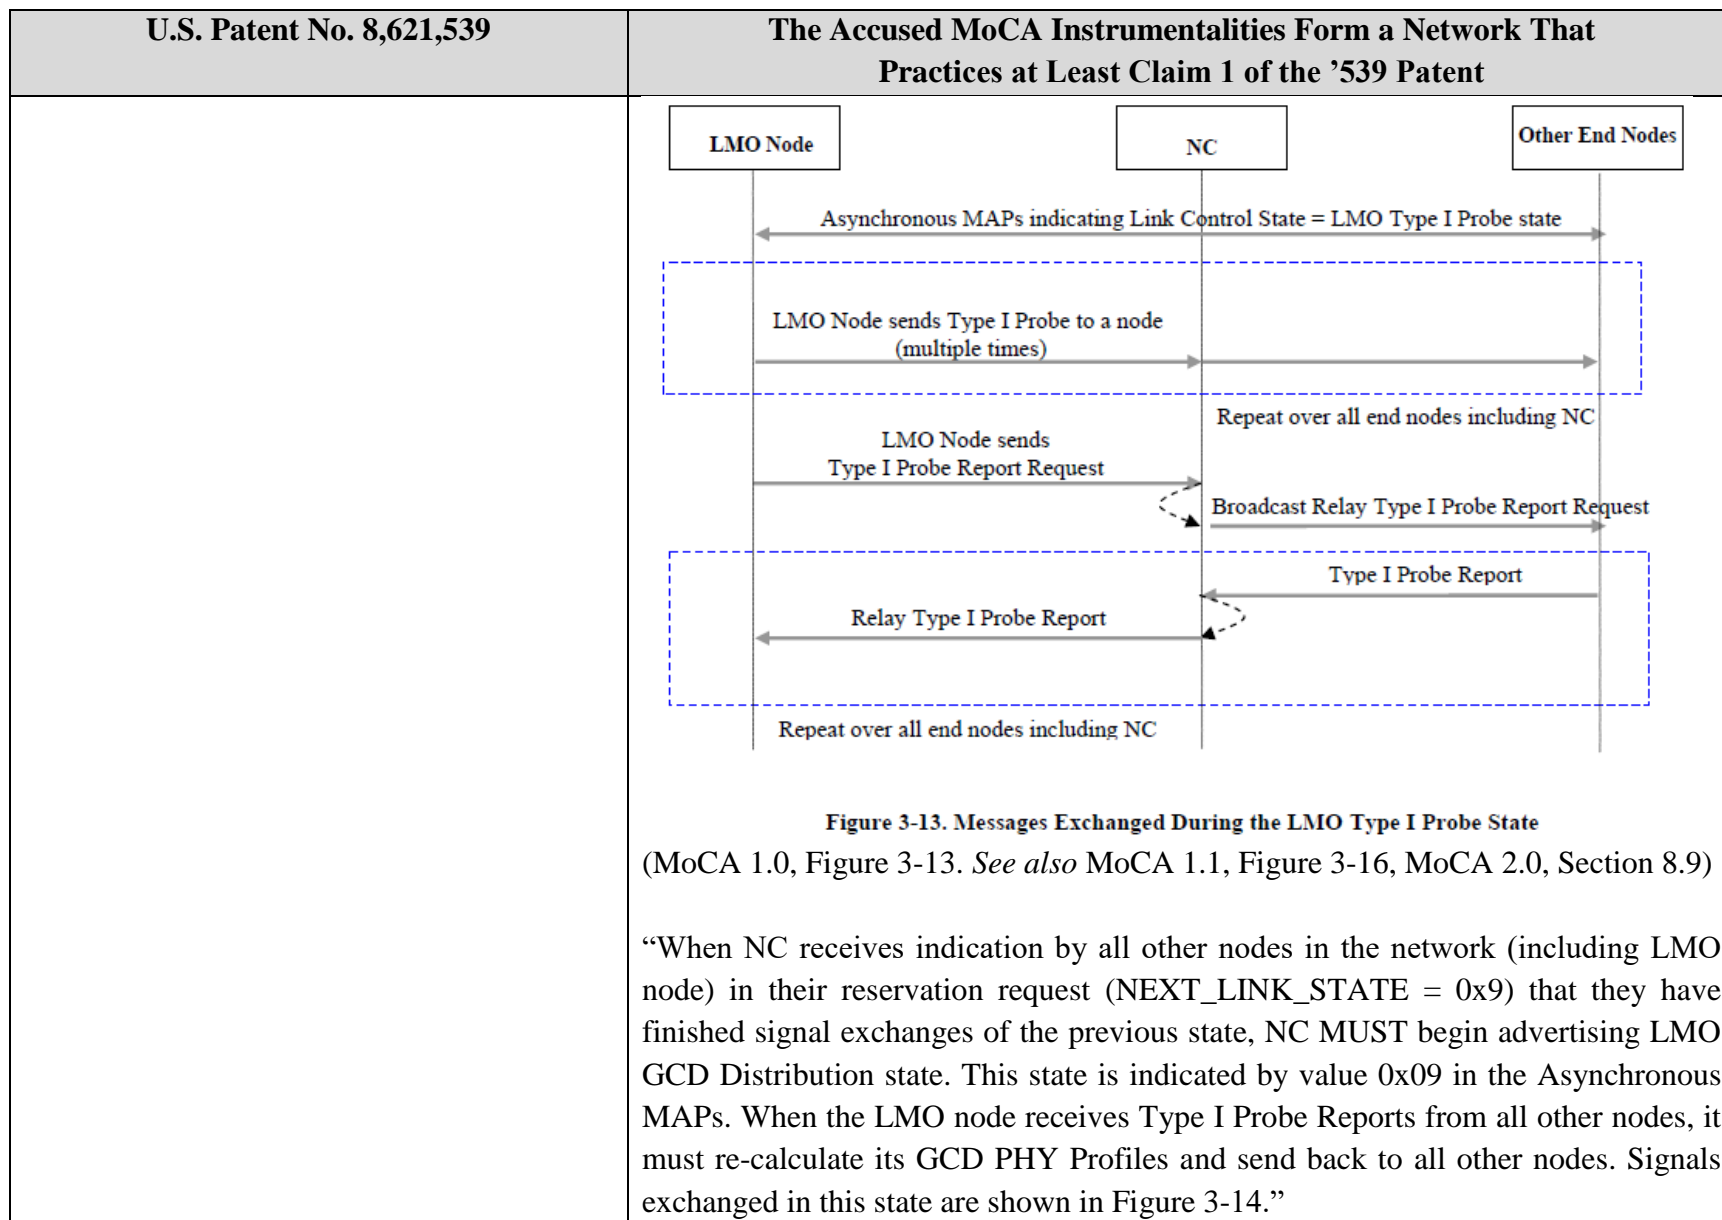 U.S. Patent No. 8,621,539
The Accused MoCA Instrumentalities Form a Network That
Practices at Least Claim 1 of the ’539 Patent
LMO Node
NC
Other End Nodes
Asynchronous MAPs indicating Link Control State = LMO Type I Probe state
LMO Node sends Type I Probe to a node
(multiple times)
Repeat over all end nodes including NC
LMO Node sends
Type I Probe Report Request
Broadcast Relay Type I Probe Report Request
Type I Probe Report
Relay Type I Probe Report
Repeat over all end nodes including NC
Figure 3-13. Messages Exchanged During the LMO Type I Probe State
(MoCA 1.0, Figure 3-13. See also MoCA 1.1, Figure 3-16, MoCA 2.0, Section 8.9)
“When NC receives indication by all other nodes in the network (including LMO
node) in their reservation request (NEXT_LINK_STATE = 0x9) that they have
finished signal exchanges of the previous state, NC MUST begin advertising LMO
GCD Distribution state. This state is indicated by value 0x09 in the Asynchronous
MAPs. When the LMO node receives Type I Probe Reports from all other nodes, it
must re-calculate its GCD PHY Profiles and send back to all other nodes. Signals
exchanged in this state are shown in Figure 3-14.”